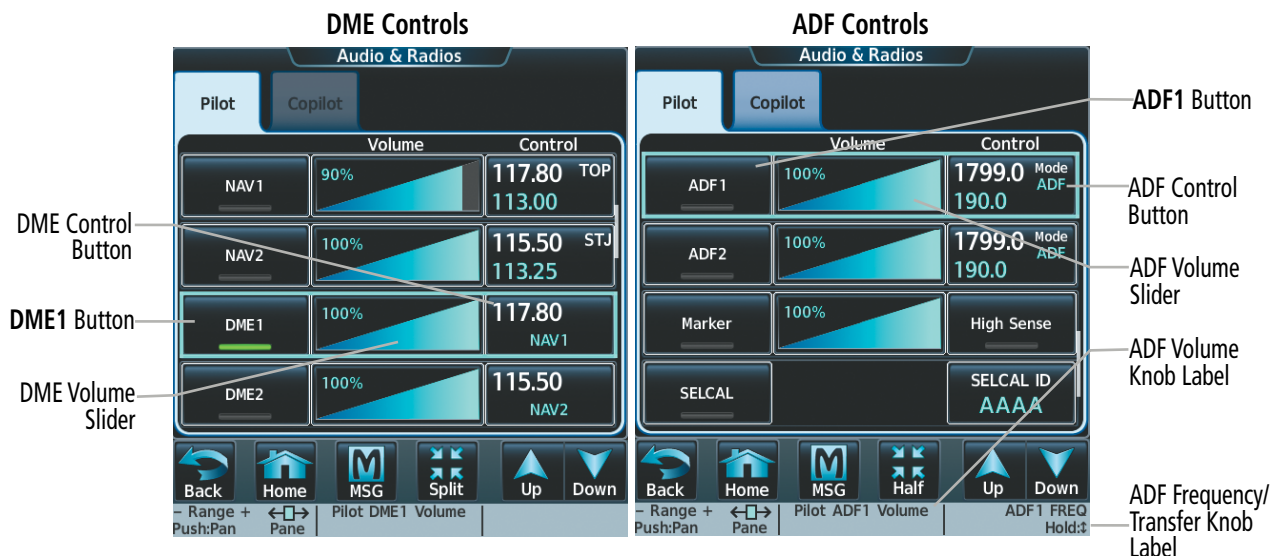 DME Controls
Audio & Radios
Pilot
Copilot
Volume
Control
NAV1
90%
117.80 TOP
113.00
NAV2
100%
115.50 STJ
113.25
DME1
100%
117.80
NAV1
DME2
100%
115.50
NAV2
Back
Home
MSG
Split
Up
Down
− Range +
Push:Pan
Pane
Pilot DME1 Volume
DME Control
Button
DME1 Button
DME Volume
Slider
ADF Controls
Audio & Radios
Pilot
Copilot
Volume
Control
ADF1
100%
1799.0 Mode
ADF
190.0
ADF2
100%
1799.0 Mode
ADF
190.0
Marker
100%
High Sense
SELCAL
SELCAL ID
AAAA
Back
Home
MSG
Half
Up
Down
− Range +
Push:Pan
Pane
Pilot ADF1 Volume
ADF1 FREQ
Hold:↕
ADF1 Button
ADF Control
Button
ADF Volume
Slider
ADF Volume
Knob Label
ADF Frequency/
Transfer Knob
Label